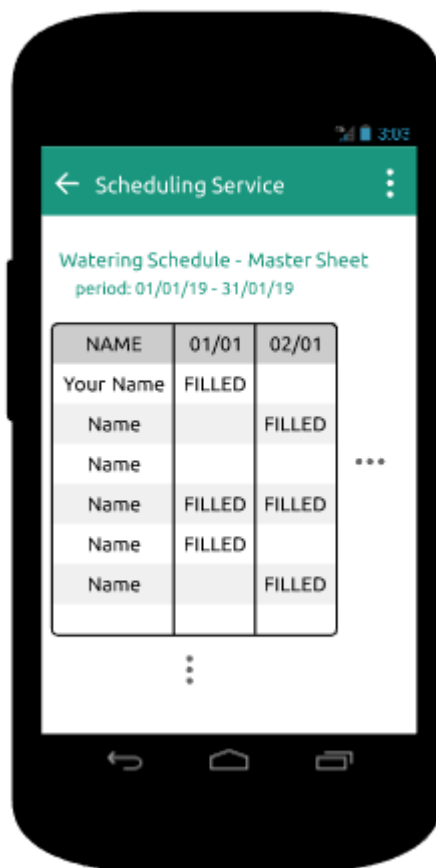 3:03
Scheduling Service
Watering Schedule - Master Sheet
period: 01/01/19 - 31/01/19
NAME 01/01 02/01
Your Name FILLED
Name FILLED
Name
Name FILLED FILLED
Name FILLED
Name FILLED